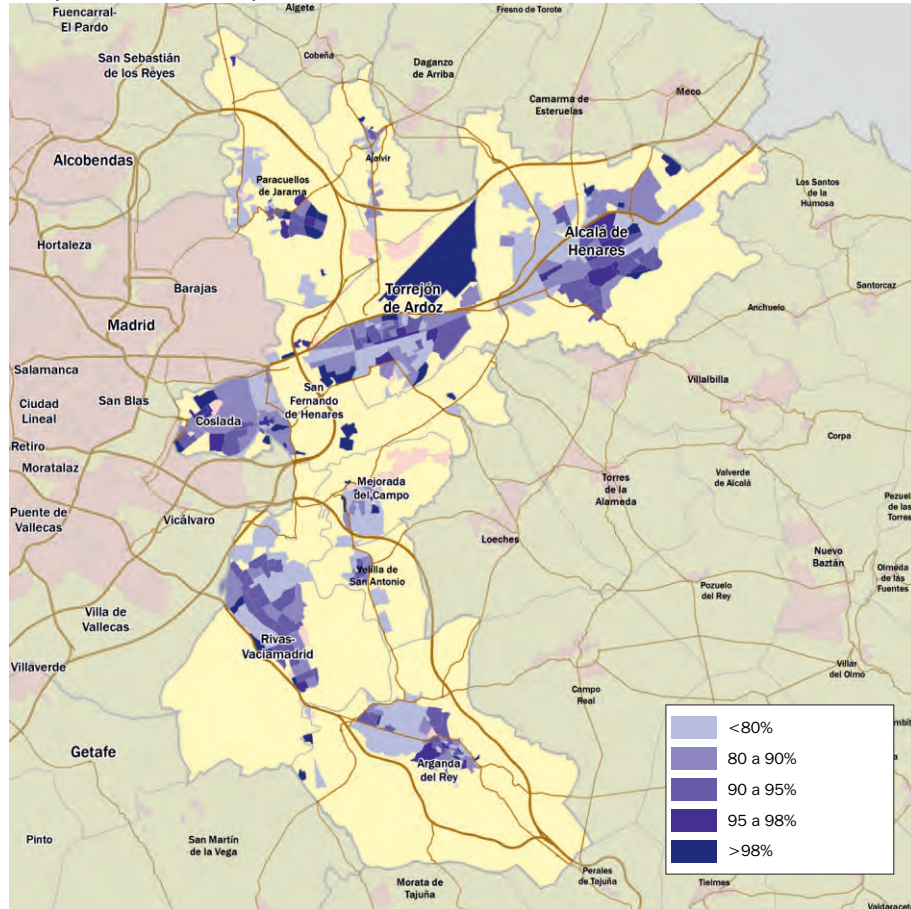 Fuencarral-
El Pardo
Algete
Fresno de Torote
San Sebastián
de los Reyes
Cobeña
Daganzo
de Arriba
Meco
Camarma de
Esteruelas
Alcobendas
Ajalvir
Paracuellos
de Jarama
Los Santos
de la
Humosa
Hortaleza
Alcalá de
Henares
Barajas
Torrejón
de Ardoz
Santorcaz
Anchuelo
Madrid
Salamanca
San
Fernando
de Henares
Villalbilla
Ciudad
Lineal
San Blas
Coslada
Corpa
Retiro
Moratalaz
Mejorada
del Campo
Torres
de la
Alameda
Valverde
de Alcalá
Pezuel
de las
Torres
Puente de
Vallecas
Vicálvaro
Loeches
Nuevo
Baztán
Velilla de
San Antonio
Olmeda
de las
Fuentes
Pozuelo
del Rey
Villa de
Vallecas
Rivas-
Vaciamadrid
Villaverde
Villar
del Olmo
Campo
Real
Getafe
Arganda
del Rey
<80%
80 a 90%
90 a 95%
95 a 98%
>98%
Pinto
San Martín
de la Vega
Morata de
Tajuña
Perales
de Tajuña
Tielmes
Valdaracete